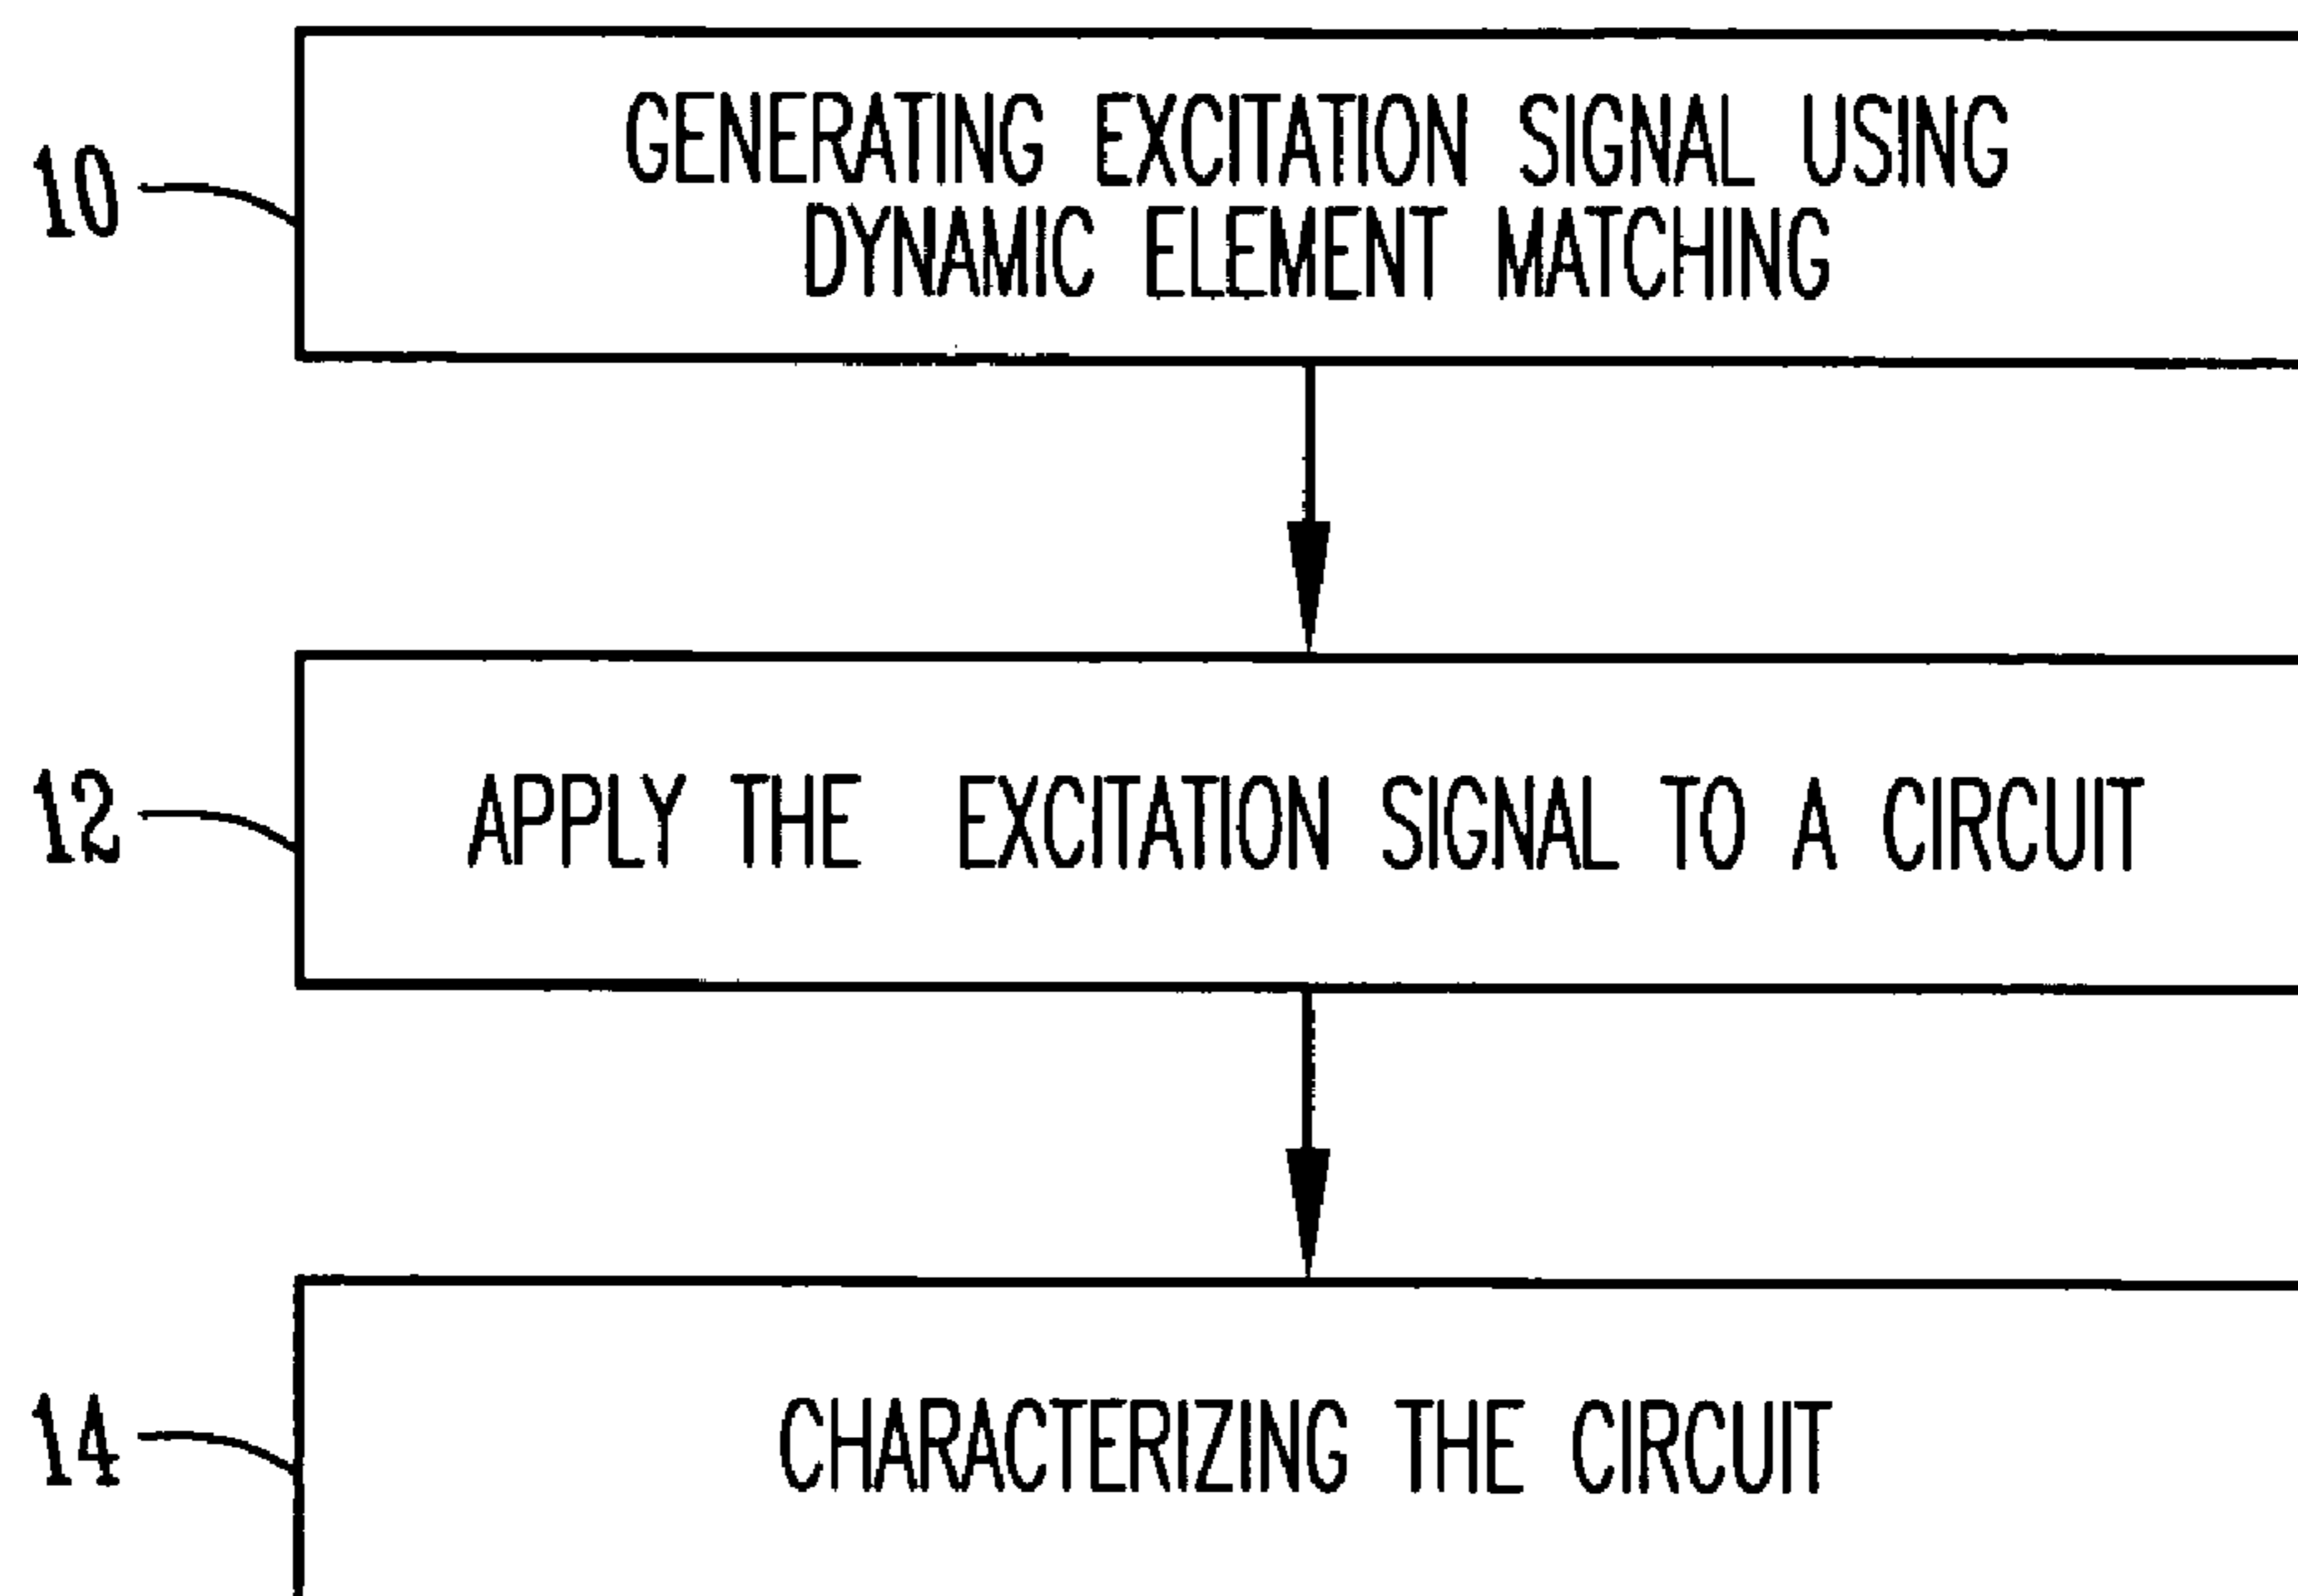 10
GENERATING EXCITATION SIGNAL USING
DYNAMIC ELEMENT MATCHING
12
APPLY THE EXCITATION SIGNAL TO A CIRCUIT
14
CHARACTERIZING THE CIRCUIT